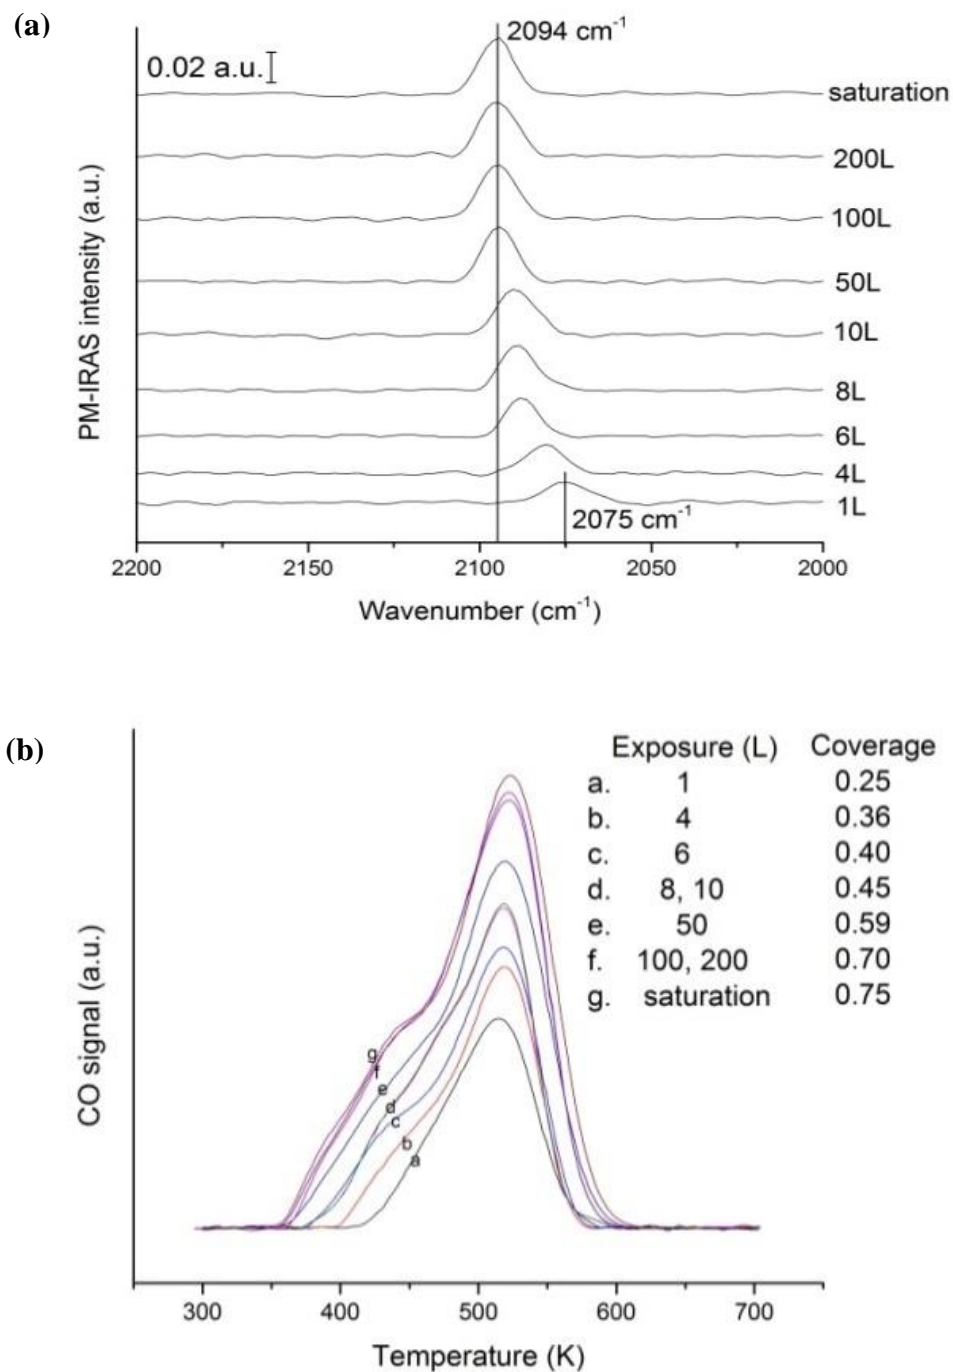 (a)
2094 cm⁻¹
0.02 a.u.
saturation
200L
100L
50L
10L
8L
6L
4L
1L
2075 cm⁻¹
PM-IRAS intensity (a.u.)
2200 2150 2100 2050 2000
Wavenumber (cm⁻¹)
(b)
Exposure (L) Coverage
a. 1 0.25
b. 4 0.36
c. 6 0.40
d. 8, 10 0.45
e. 50 0.59
f. 100, 200 0.70
g. saturation 0.75
CO signal (a.u.)
g
f
e
d
c
b
a
300 400 500 600 700
Temperature (K)